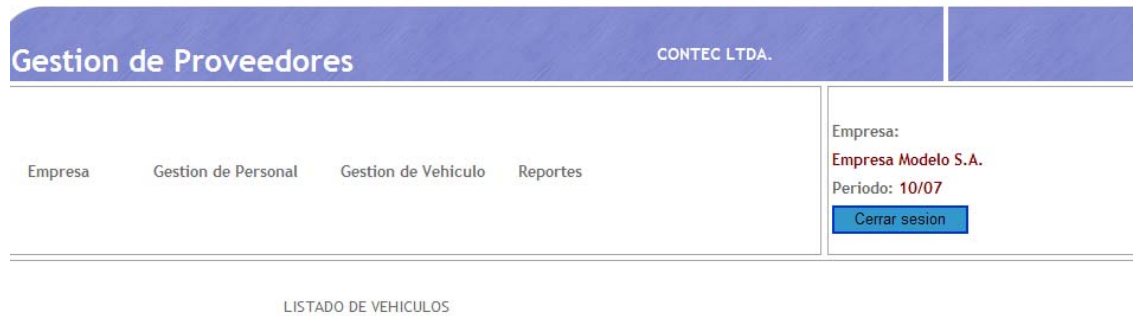 Gestion de Proveedores
CONTEC LTDA.
Empresa
Gestion de Personal
Gestion de Vehiculo
Reportes
Empresa:
Empresa Modelo S.A.
Periodo: 10/07
Cerrar sesion
LISTADO DE VEHICULOS